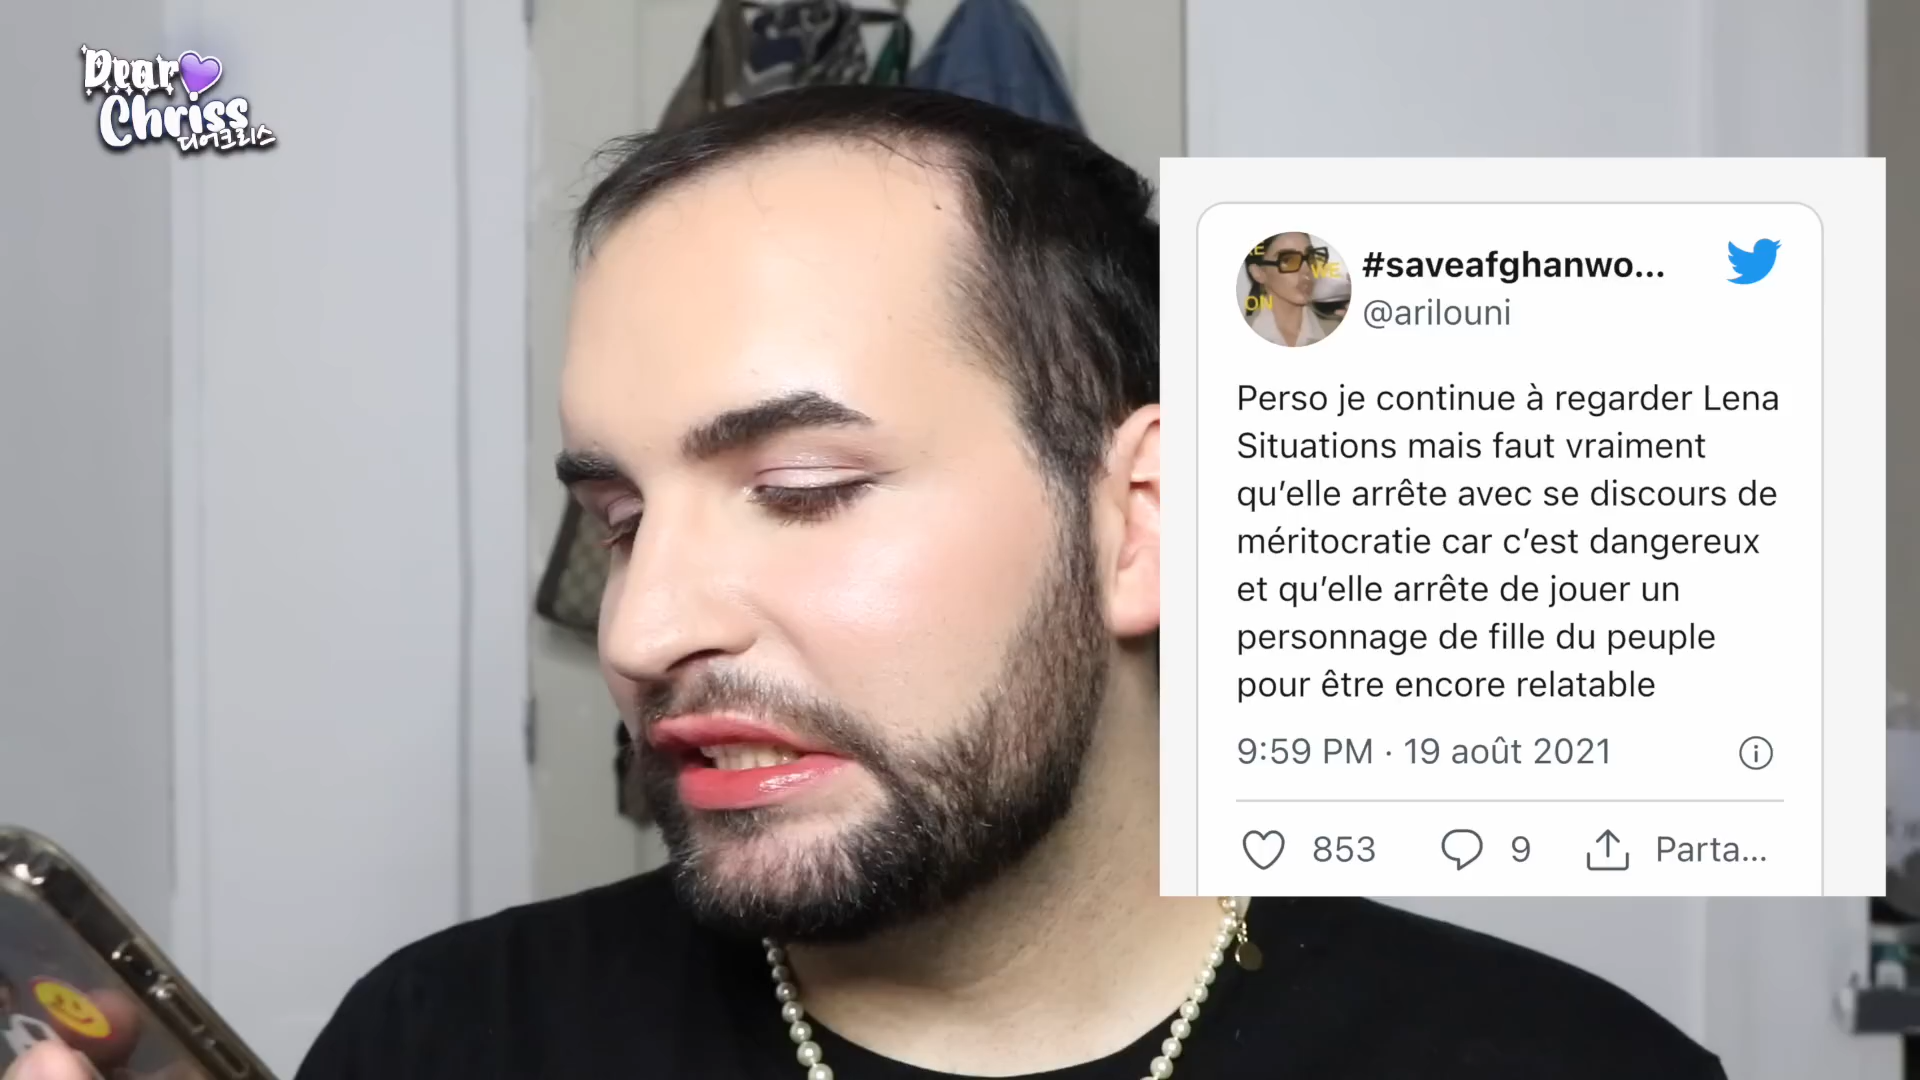 Dear
Chriss
디어크리스
#saveafghanwo...
@arilouni
Perso je continue à regarder Lena
Situations mais faut vraiment
qu’elle arrête avec se discours de
méritocratie car c’est dangereux
et qu’elle arrête de jouer un
personnage de fille du peuple
pour être encore relatable
9:59 PM · 19 août 2021
853
9
Parta...
WE
ON